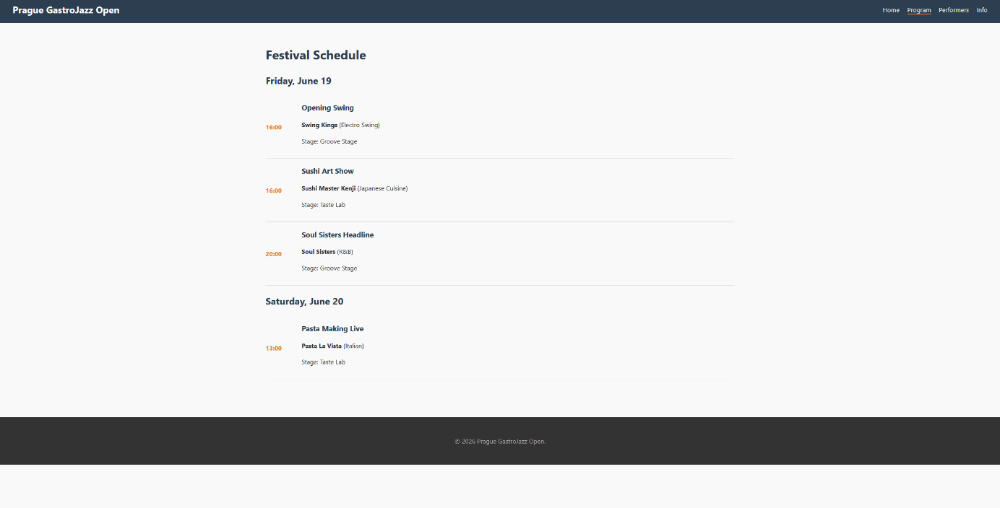 Prague GastroJazz Open
Home Program Performers Info
Festival Schedule
Friday, June 19
Opening Swing
16:00
Swing Kings (Electro Swing)
Stage: Groove Stage
Sushi Art Show
16:00
Sushi Master Kenji (Japanese Cuisine)
Stage: Taste Lab
Soul Sisters Headline
20:00
Soul Sisters (R&B)
Stage: Groove Stage
Saturday, June 20
Pasta Making Live
13:00
Pasta La Vista (Italian)
Stage: Taste Lab
© 2026 Prague GastroJazz Open.